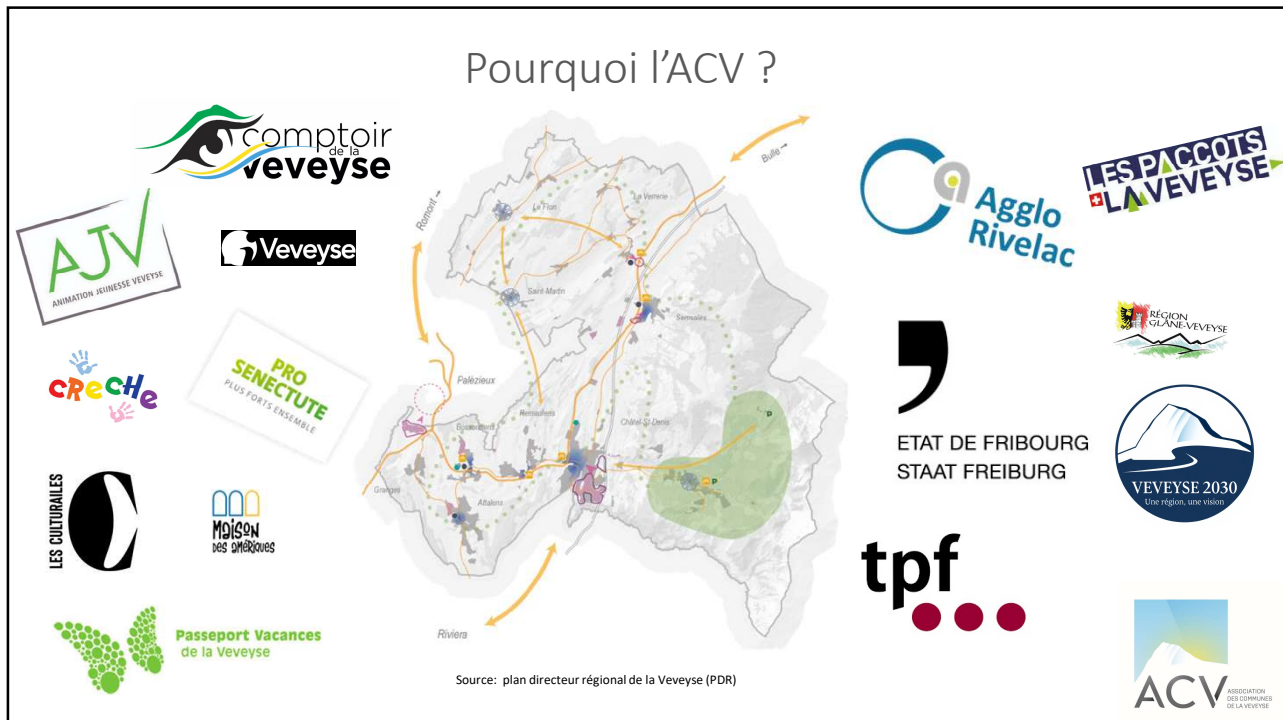 Pourquoi l'ACV ?
comptoir
de la
veveyse
AJV
ANIMATION JEUNESSE VEVEYSE
Veveyse
CReCHe
PRO
SENECTUTE
PLUS FORTS ENSEMBLE
LES CULTURAILES
MAISON
DES AMÉRIQUES
Passeport Vacances
de la Veveyse
Romont →
Bulle →
Le Flon
La Verrerie
Saint-Martin
Semsales
Palézieux
Remaufens
Châtel-St-Denis
Bossonnens
Granges
Attalens
P
P
Riviera
Source: plan directeur régional de la Veveyse (PDR)
a
Agglo
Rivelac
LES PACCOTS
LA VEVEYSE
RÉGION
GLÂNE-VEVEYSE
ETAT DE FRIBOURG
STAAT FREIBURG
VEVEYSE 2030
Une région, une vision
tpf
ACV
ASSOCIATION
DES COMMUNES
DE LA VEVEYSE